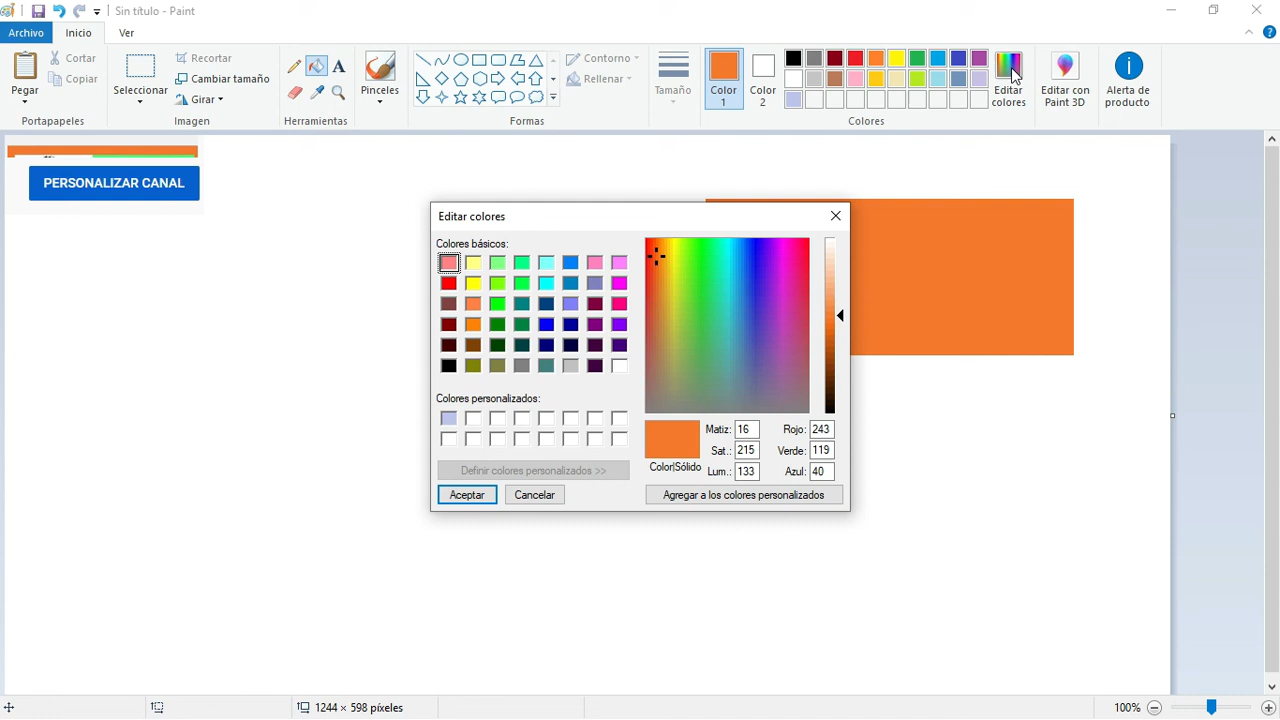 Sin título - Paint
Archivo
Inicio
Ver
Pegar
Cortar
Copiar
Portapapeles
Seleccionar
Recortar
Cambiar tamaño
Girar
Imagen
A
Herramientas
Pinceles
Contorno
Rellenar
Formas
Tamaño
Color
1
Color
2
Editar
colores
Colores
Editar con
Paint 3D
Alerta de
producto
PERSONALIZAR CANAL
Editar colores
Colores básicos:
Colores personalizados:
Definir colores personalizados >>
Aceptar
Cancelar
Color|Sólido
Matiz: 16
Sat.: 215
Lum.: 133
Rojo: 243
Verde: 119
Azul: 40
Agregar a los colores personalizados
1244 × 598 píxeles
100%